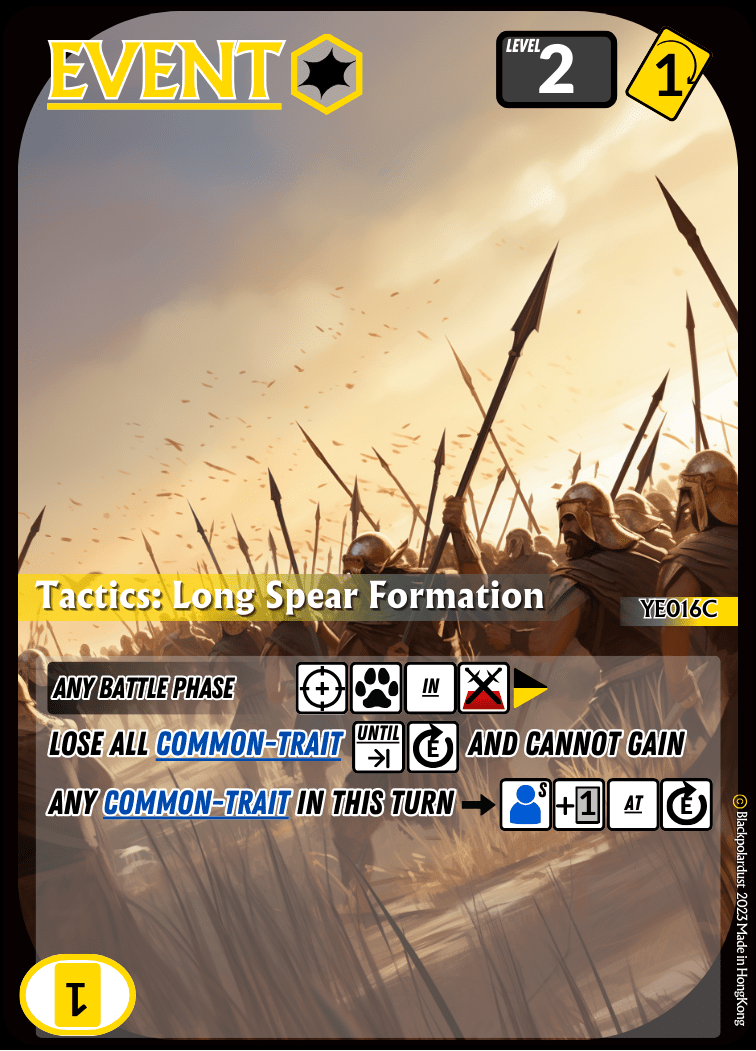 EVENT
LEVEL 2
1
Tactics: Long Spear Formation
YE016C
ANY BATTLE PHASE IN
LOSE ALL COMMON-TRAIT UNTIL E AND CANNOT GAIN
ANY COMMON-TRAIT IN THIS TURN S +1 AT E
1
© Blackpolardust 2023 Made in HongKong